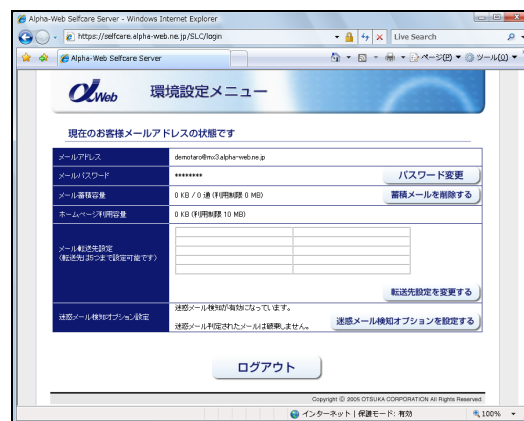 Alpha-Web Selfcare Server - Windows Internet Explorer
https://selfcare.alpha-web.ne.jp/SLC/login
Live Search
Alpha-Web Selfcare Server
ページ(P)
ツール(O)
αWeb 環境設定メニュー
現在のお客様メールアドレスの状態です
メールアドレス demotaro@mx3.alpha-web.ne.jp
メールパスワード ******** パスワード変更
メール蓄積容量 0 KB / 0 通 (利用制限 0 MB) 蓄積メールを削除する
ホームページ利用容量 0 KB (利用制限 10 MB)
メール転送先設定
(転送先は5つまで設定可能です)
転送先設定を変更する
迷惑メール検知オプション設定
迷惑メール検知が有効になっています。
迷惑メール判定されたメールは破棄しません。
迷惑メール検知オプションを設定する
ログアウト
Copyright © 2005 OTSUKA CORPORATION All Rights Reserved.
インターネット | 保護モード: 有効
100%